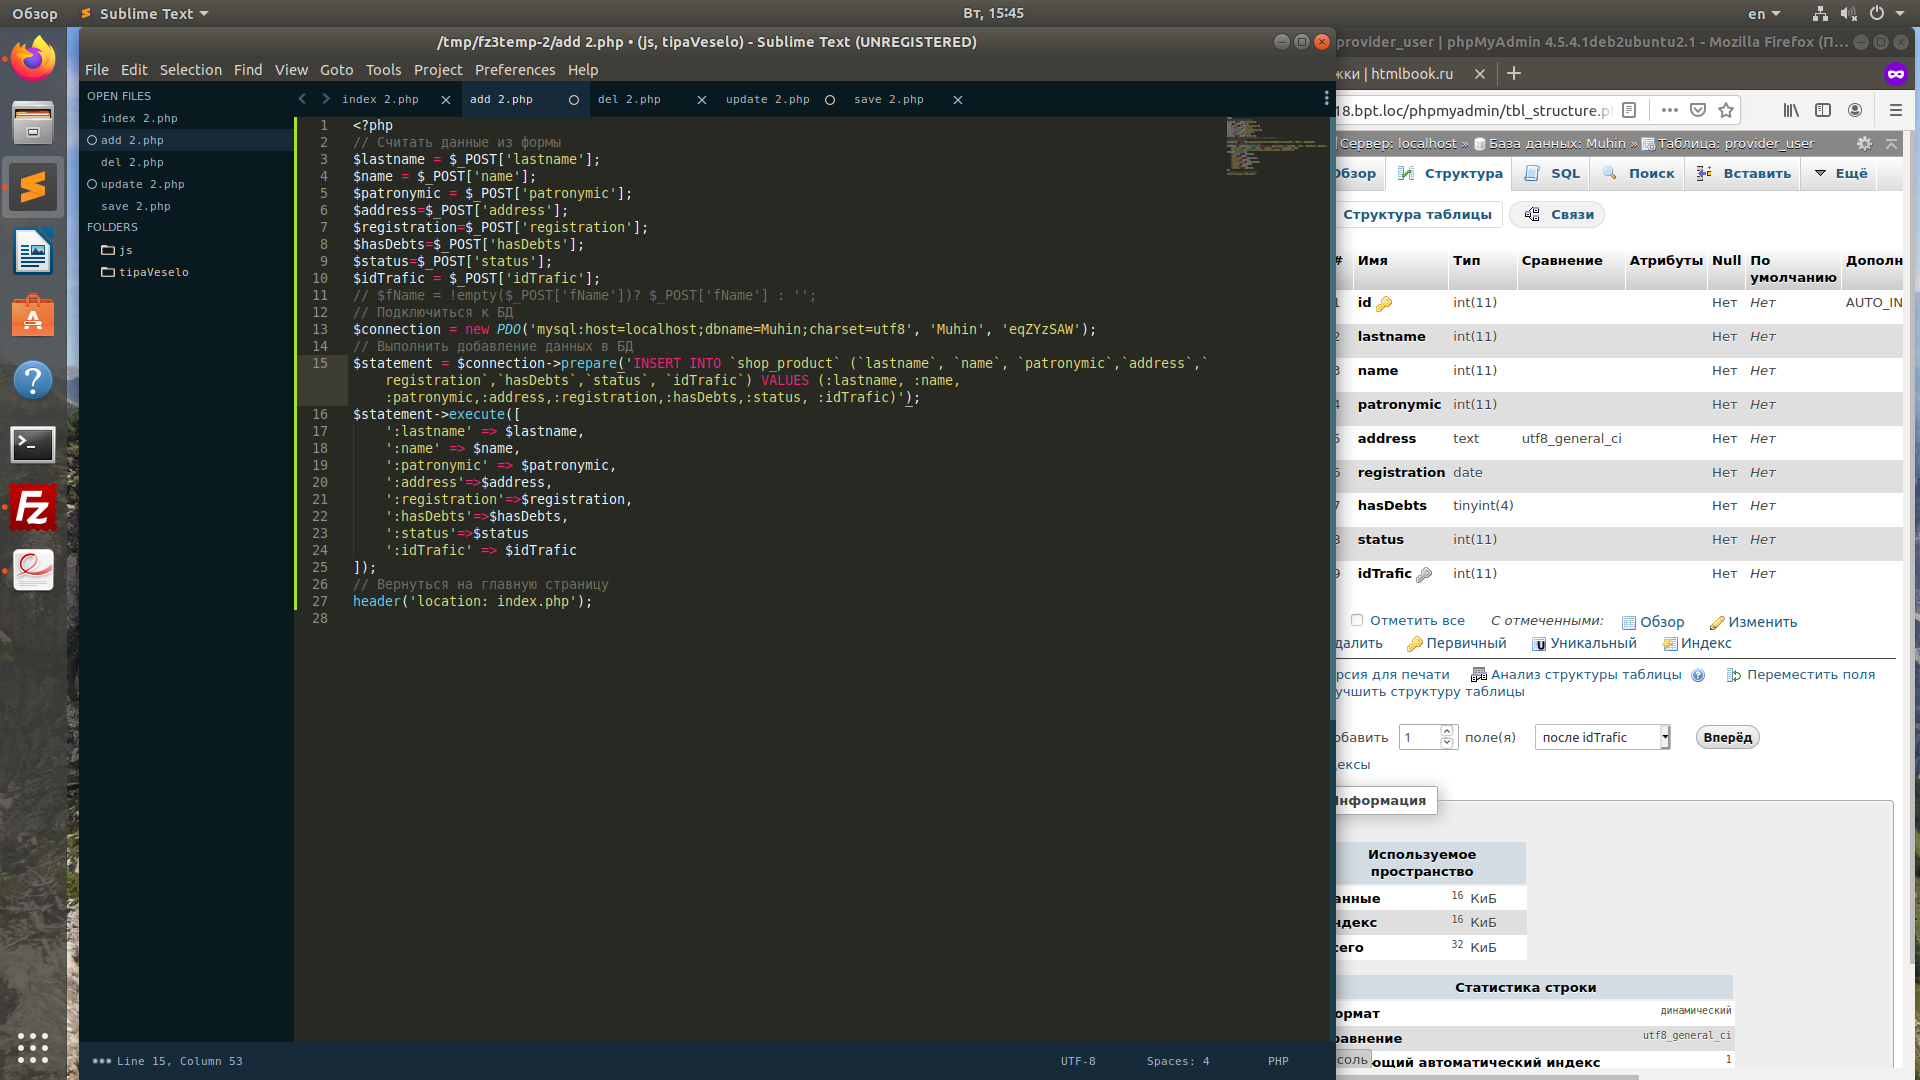 Обзор
Sublime Text
Вт, 15:45
en
/tmp/fz3temp-2/add 2.php • (js, tipaVeselo) - Sublime Text (UNREGISTERED)
File Edit Selection Find View Goto Tools Project Preferences Help
OPEN FILES
index 2.php
add 2.php
del 2.php
update 2.php
save 2.php
FOLDERS
js
tipaVeselo
index 2.php add 2.php del 2.php update 2.php save 2.php
1 <?php
2 // Считать данные из формы
3 $lastname = $_POST['lastname'];
4 $name = $_POST['name'];
5 $patronymic = $_POST['patronymic'];
6 $address=$_POST['address'];
7 $registration=$_POST['registration'];
8 $hasDebts=$_POST['hasDebts'];
9 $status=$_POST['status'];
10 $idTrafic = $_POST['idTrafic'];
11 // $fName = !empty($_POST['fName'])? $_POST['fName'] : '';
12 // Подключиться к БД
13 $connection = new PDO('mysql:host=localhost;dbname=Muhin;charset=utf8', 'Muhin', 'eqZYzSAW');
14 // Выполнить добавление данных в БД
15 $statement = $connection->prepare('INSERT INTO `shop_product` (`lastname`, `name`, `patronymic`,`address`,`
registration`,`hasDebts`,`status`, `idTrafic`) VALUES (:lastname, :name,
:patronymic,:address,:registration,:hasDebts,:status, :idTrafic)');
16 $statement->execute([
17 ':lastname' => $lastname,
18 ':name' => $name,
19 ':patronymic' => $patronymic,
20 ':address'=>$address,
21 ':registration'=>$registration,
22 ':hasDebts'=>$hasDebts,
23 ':status'=>$status
24 ':idTrafic' => $idTrafic
25 ]);
26 // Вернуться на главную страницу
27 header('location: index.php');
28
Line 15, Column 53
UTF-8 Spaces: 4 PHP
provider_user | phpMyAdmin 4.5.4.1deb2ubuntu2.1 - Mozilla Firefox (П...
жки | htmlbook.ru
18.bpt.loc/phpmyadmin/tbl_structure.p
Сервер: localhost » База данных: Muhin » Таблица: provider_user
Обзор Структура SQL Поиск Вставить Ещё
Структура таблицы Связи
# Имя Тип Сравнение Атрибуты Null По умолчанию Дополн
1 id int(11) Нет Нет AUTO_IN
2 lastname int(11) Нет Нет
3 name int(11) Нет Нет
4 patronymic int(11) Нет Нет
5 address text utf8_general_ci Нет Нет
6 registration date Нет Нет
7 hasDebts tinyint(4) Нет Нет
8 status int(11) Нет Нет
9 idTrafic int(11) Нет Нет
Отметить все С отмеченными: Обзор Изменить
далить Первичный Уникальный Индекс
рсия для печати Анализ структуры таблицы Переместить поля
учшить структуру таблицы
обавить 1 поле(я) после idTrafic Вперёд
ексы
Информация
Используемое
пространство
анные 16 КиБ
ндекс 16 КиБ
сего 32 КиБ
Статистика строки
ормат динамический
равнение utf8_general_ci
соль ющий автоматический индекс 1